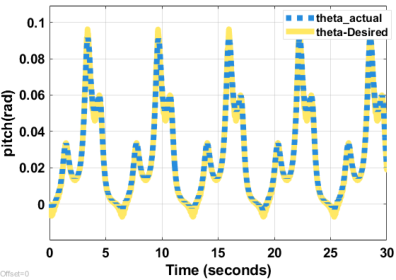 0.1
0.08
0.06
0.04
0.02
0
pitch(rad)
theta_actual
theta-Desired
0 5 10 15 20 25 30
Time (seconds)
Offset=0